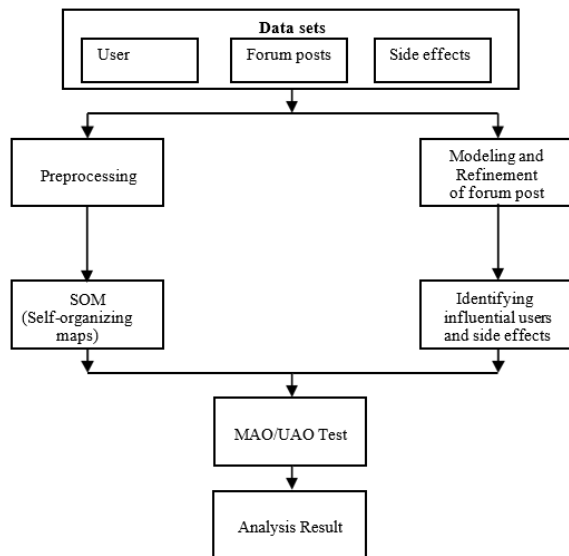 Data sets
User
Forum posts
Side effects
Preprocessing
Modeling and
Refinement
of forum post
SOM
(Self-organizing
maps)
Identifying
influential users
and side effects
MAO/UAO Test
Analysis Result